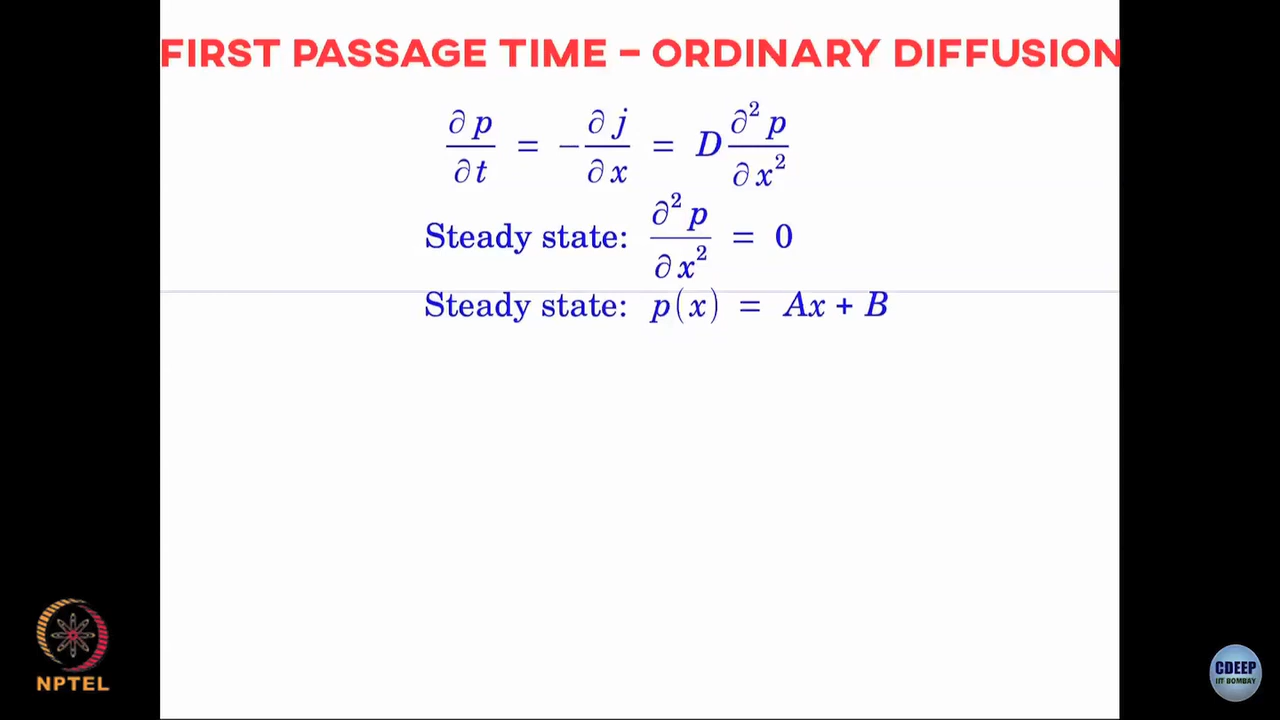 FIRST PASSAGE TIME – ORDINARY DIFFUSION
∂p/∂t = −∂j/∂x = D ∂²p/∂x²
Steady state: ∂²p/∂x² = 0
Steady state: p(x) = Ax + B
NPTEL
CDEEP
IIT BOMBAY